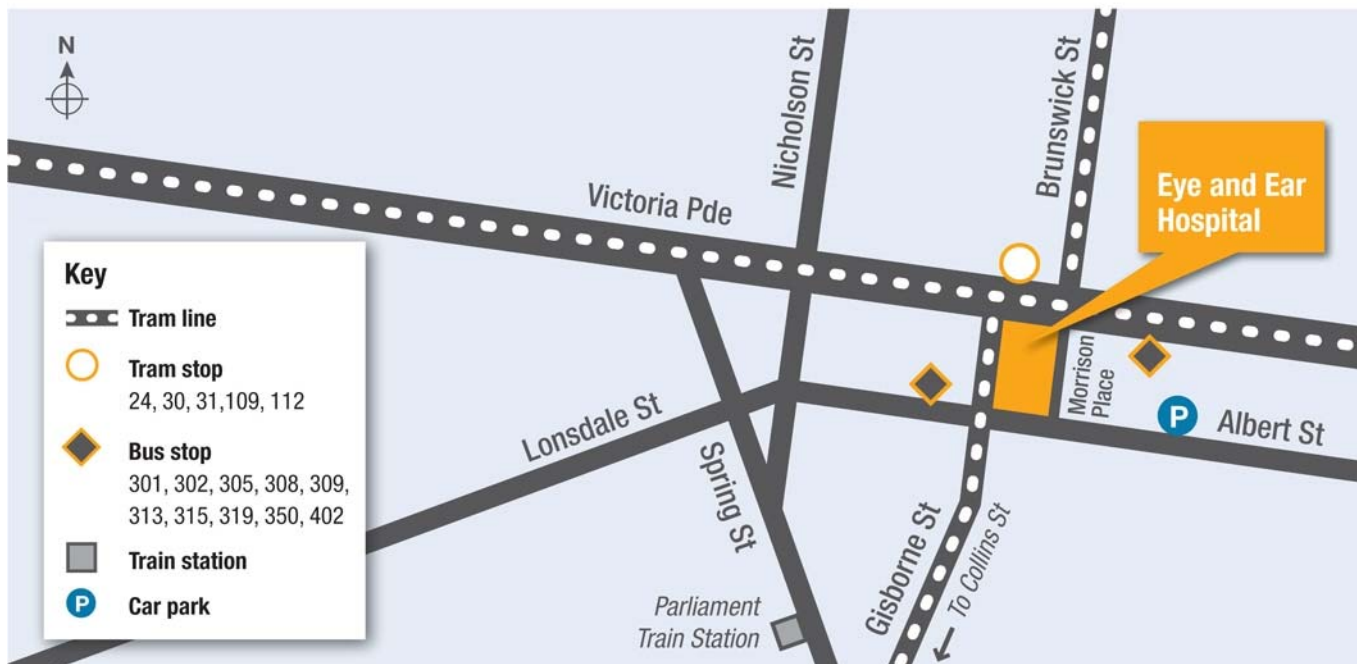 N
Nicholson St
Brunswick St
Victoria Pde
Eye and Ear
Hospital
Key
Tram line
Tram stop
24, 30, 31,109, 112
Bus stop
301, 302, 305, 308, 309,
313, 315, 319, 350, 402
Train station
P Car park
Lonsdale St
Spring St
Morrison
Place
P
Albert St
Gisborne St
To Collins St
Parliament
Train Station